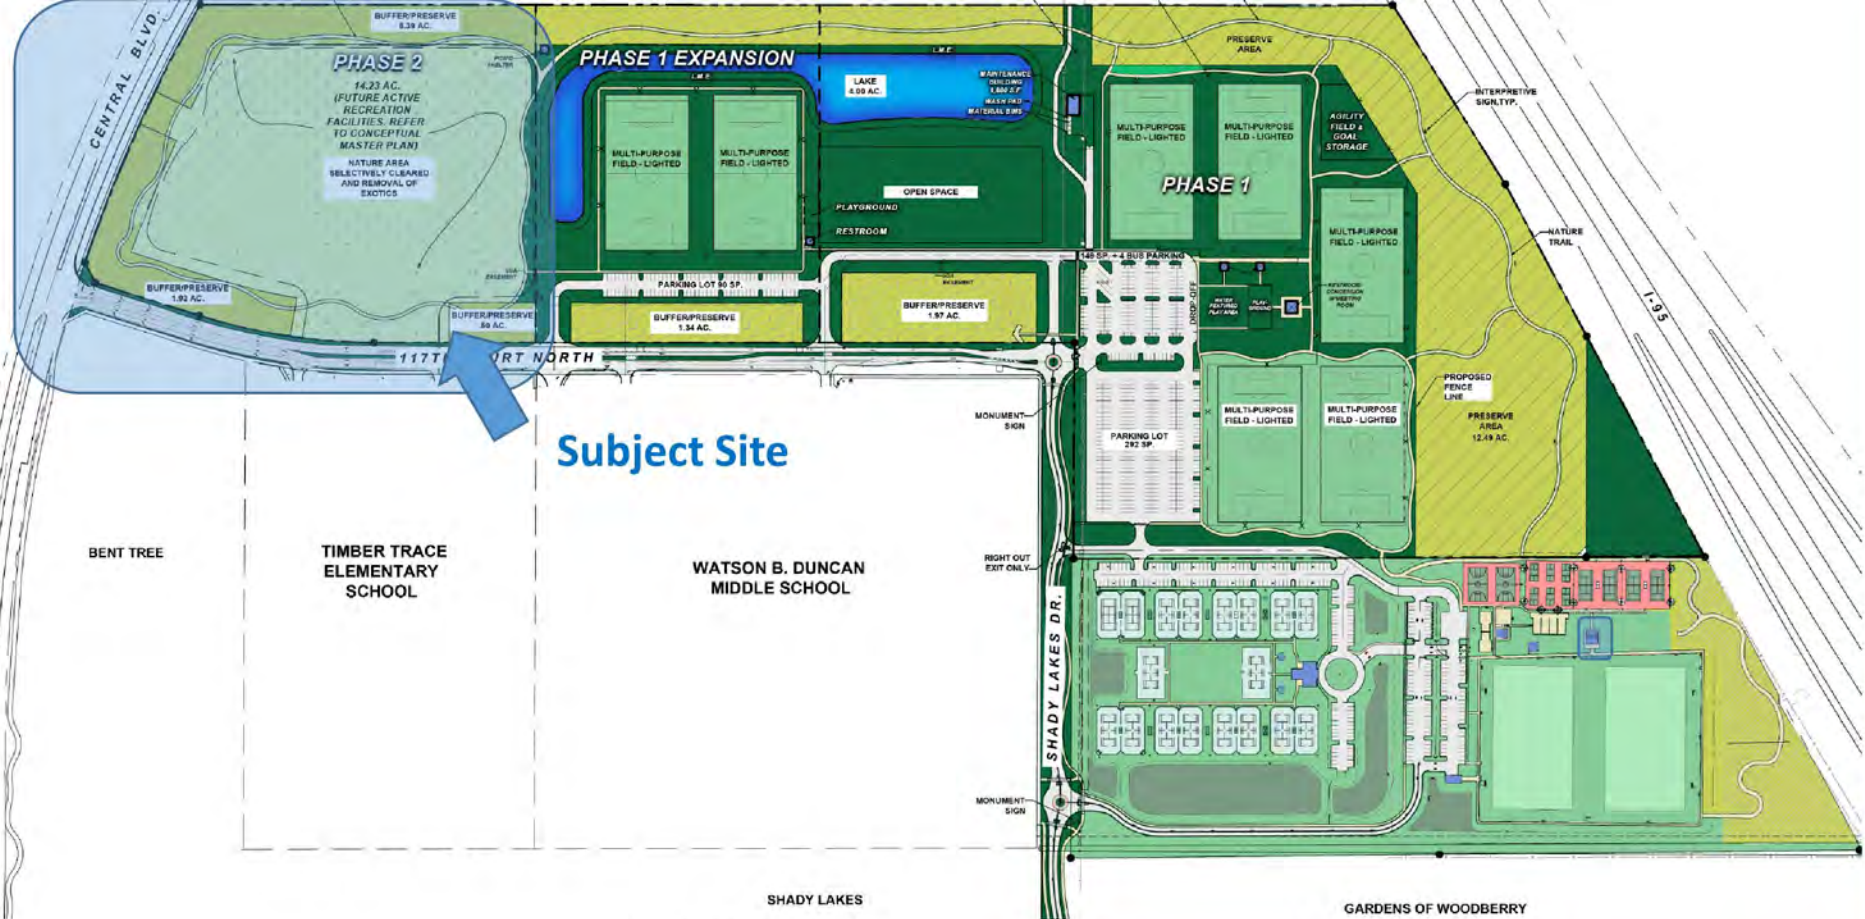 CENTRAL BLVD.
BUFFER/PRESERVE
PHASE 2
14.23 AC.
(FUTURE ACTIVE
RECREATION
FACILITIES. REFER
TO CONCEPTUAL
MASTER PLAN)
NATURE AREA
SELECTIVELY CLEARED
AND REMOVAL OF
EXOTICS
SHELTER
EASEMENT
BUFFER/PRESERVE
BUFFER/PRESERVE
.50 AC.
NORTH
Subject Site
PHASE 1 EXPANSION
L.M.E.
L.M.E.
LAKE
4.00 AC.
MAINTENANCE
BUILDING
WASH PAD
MATERIAL BINS
MULTI-PURPOSE
FIELD - LIGHTED
MULTI-PURPOSE
FIELD - LIGHTED
OPEN SPACE
PLAYGROUND
RESTROOM
PARKING LOT 90 SP.
EASEMENT
BUFFER/PRESERVE
1.34 AC.
BUFFER/PRESERVE
1.97 AC.
PRESERVE
AREA
INTERPRETIVE
SIGN,TYP.
MULTI-PURPOSE
FIELD - LIGHTED
MULTI-PURPOSE
FIELD - LIGHTED
AGILITY
FIELD &
GOAL
STORAGE
PHASE 1
MULTI-PURPOSE
FIELD - LIGHTED
NATURE
TRAIL
I-95
149 SP. + 4 BUS PARKING
DROP-OFF
PROPOSED
FENCE
LINE
MULTI-PURPOSE
FIELD - LIGHTED
MULTI-PURPOSE
FIELD - LIGHTED
PRESERVE
AREA
12.49 AC.
PARKING LOT
292 SP.
MONUMENT
SIGN
RIGHT OUT
EXIT ONLY
BENT TREE
TIMBER TRACE
ELEMENTARY
SCHOOL
WATSON B. DUNCAN
MIDDLE SCHOOL
SHADY LAKES DR.
MONUMENT
SIGN
SHADY LAKES
GARDENS OF WOODBERRY